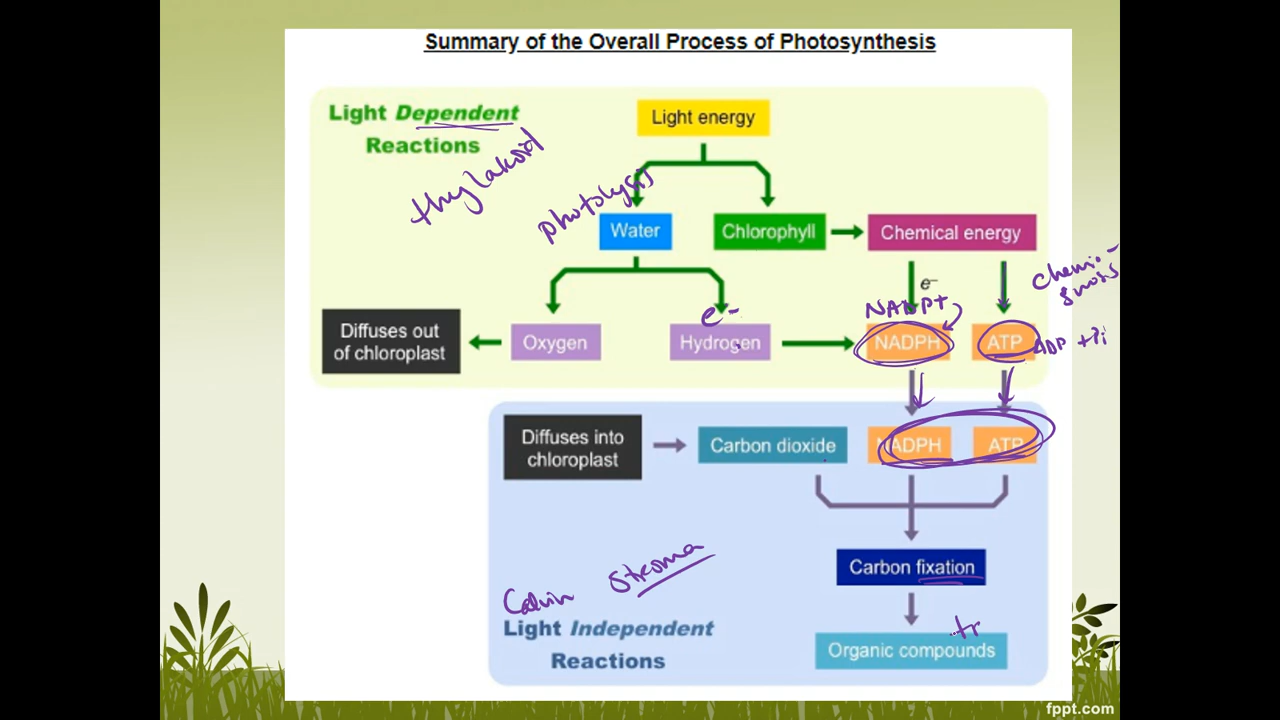 Summary of the Overall Process of Photosynthesis
Light Dependent
Reactions
thylakoid
Light energy
photolysis
Water
Chlorophyll
Chemical energy
e-
chemi-
NADP+
e-
Diffuses out
of chloroplast
Oxygen
Hydrogen
NADPH
ATP
ADP +Pi
Diffuses into
chloroplast
Carbon dioxide
NADPH
ATP
Carbon fixation
stroma
Calvin
Light Independent
Reactions
tr
Organic compounds
fppt.com